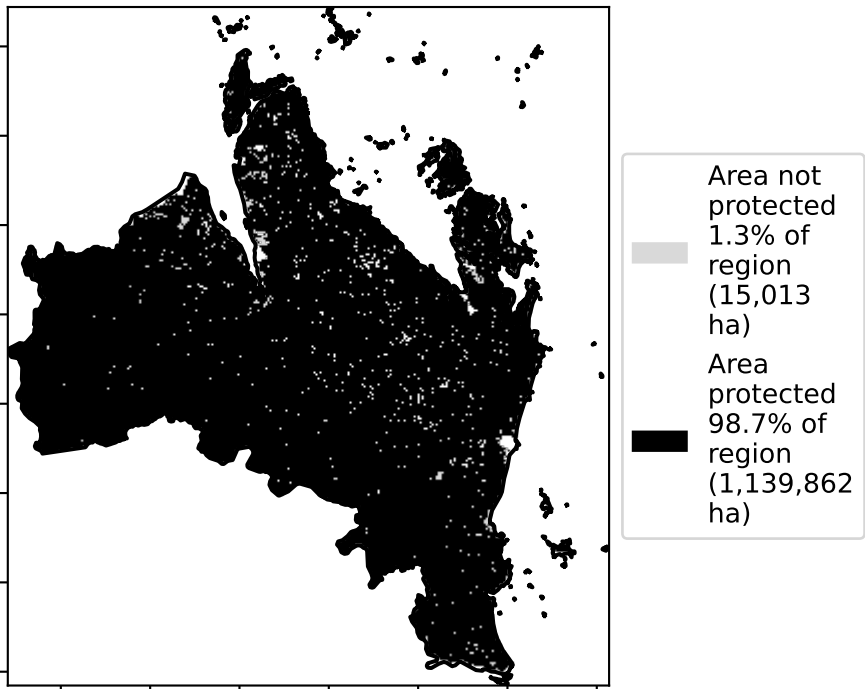 Area not
protected
1.3% of
region
(15,013
ha)
Area
protected
98.7% of
region
(1,139,862
ha)